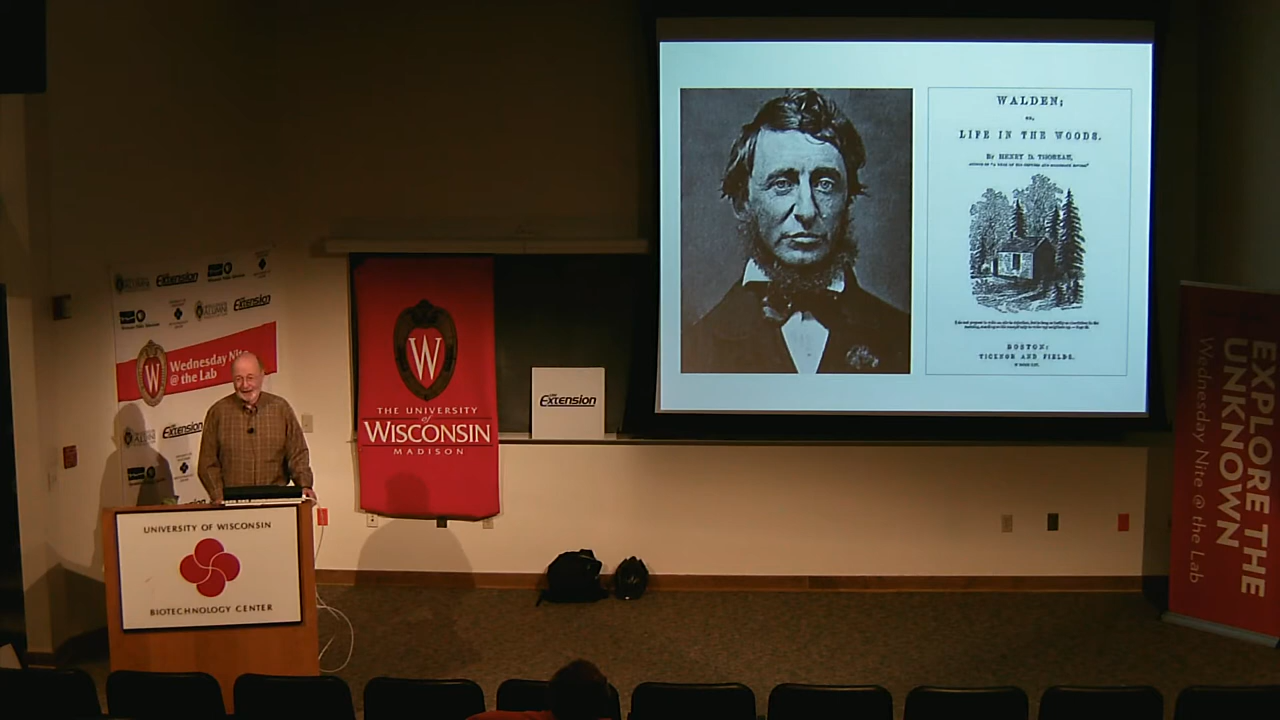 WALDEN;
OR,
LIFE IN THE WOODS.
BY HENRY D. THOREAU,
BOSTON:
TICKNOR AND FIELDS.
Extension
Extension
Wednesday Nite
@ the Lab
W
Extension
W
THE UNIVERSITY
of
WISCONSIN
MADISON
Extension
UNIVERSITY OF WISCONSIN
BIOTECHNOLOGY CENTER
EXPLORE THE
UNKNOWN
Wednesday Nite @ the Lab